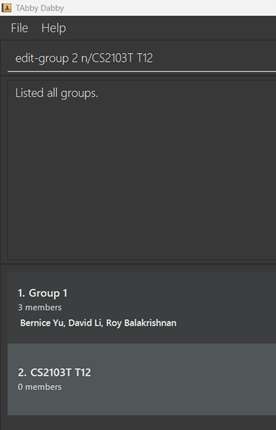 TAbby Dabby
File Help
edit-group 2 n/CS2103T T12
Listed all groups.
1. Group 1
3 members
Bernice Yu, David Li, Roy Balakrishnan
2. CS2103T T12
0 members